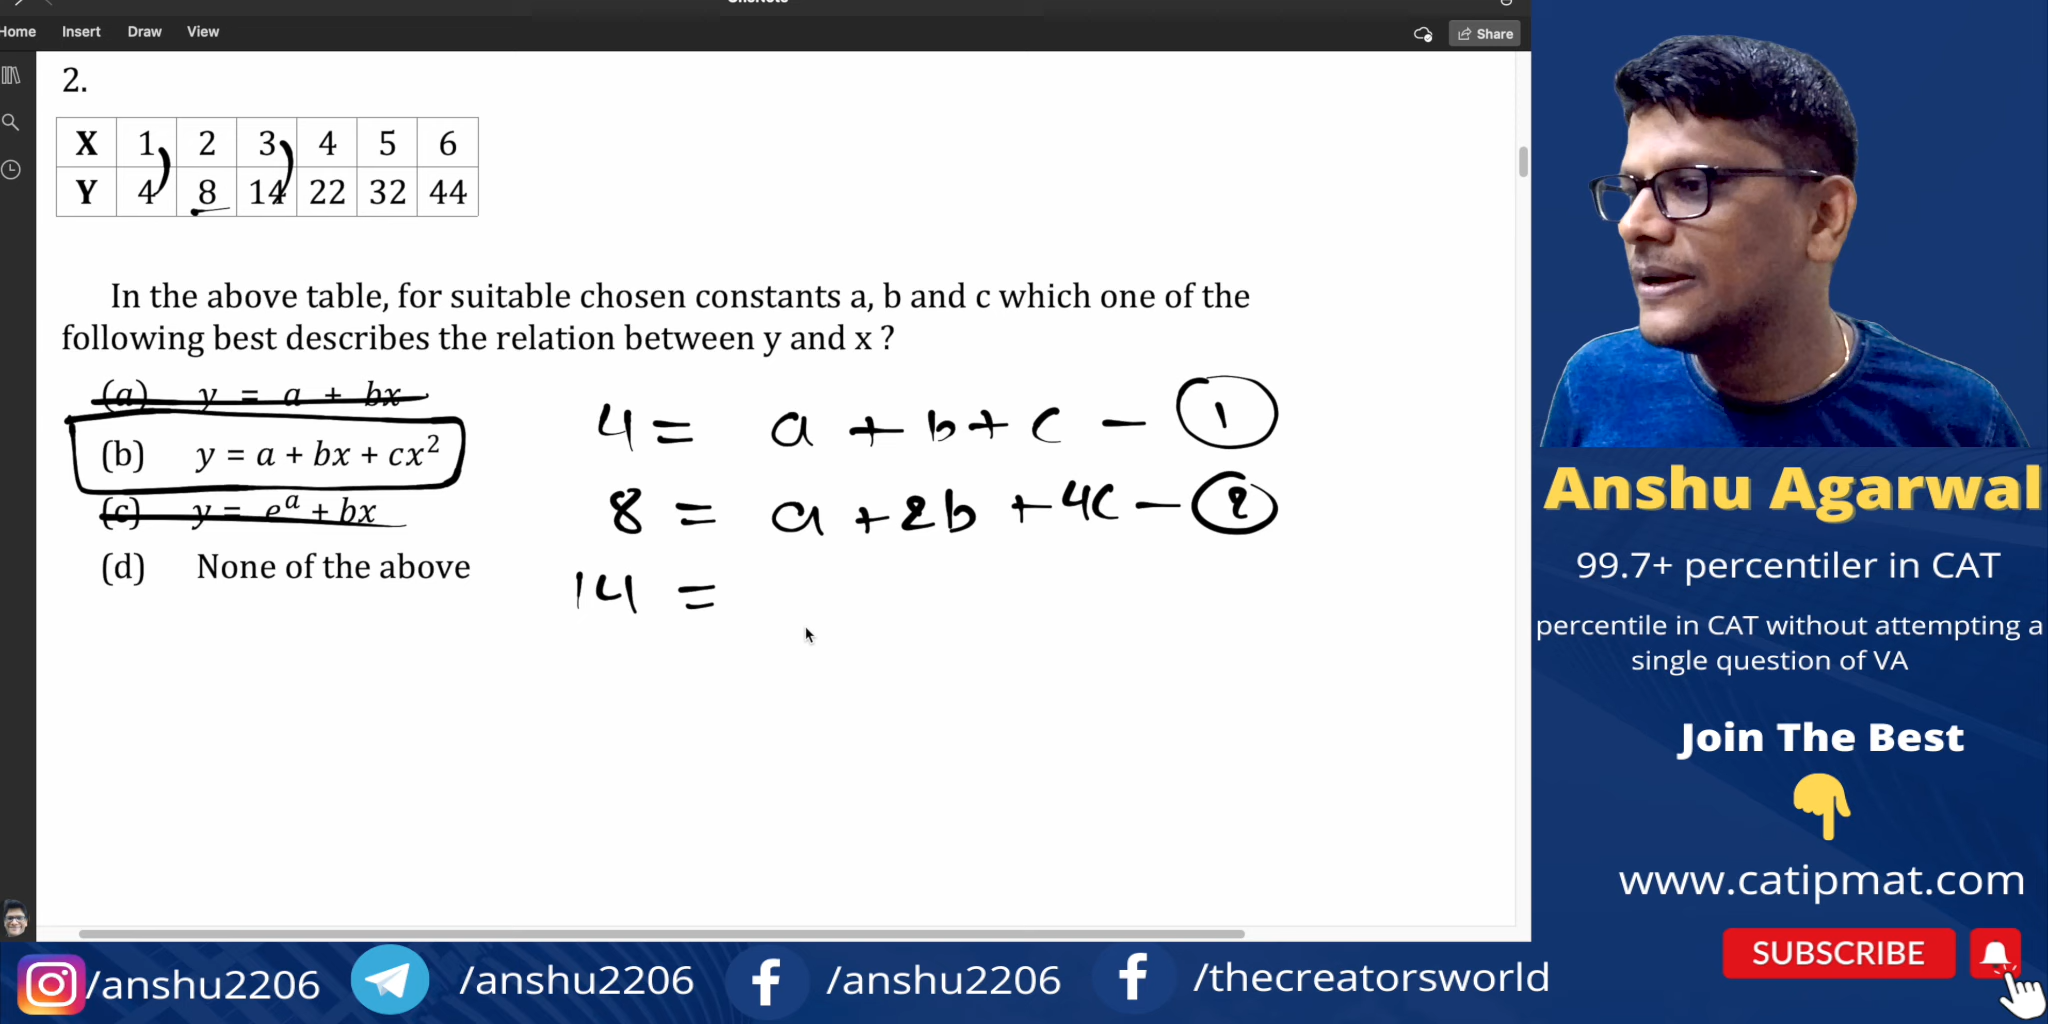 Home Insert Draw View
Share
2.
X 1 2 3 4 5 6
Y 4 8 14 22 32 44
In the above table, for suitable chosen constants a, b and c which one of the
following best describes the relation between y and x ?
(a) y = a + bx
(b) y = a + bx + cx²
(c) y = eᵃ + bx
(d) None of the above
4 = a + b + c — 1
8 = a + 2b + 4c — 2
14 =
Anshu Agarwal
99.7+ percentiler in CAT
percentile in CAT without attempting a
single question of VA
Join The Best
www.catipmat.com
SUBSCRIBE
/anshu2206 /anshu2206 /anshu2206 /thecreatorsworld